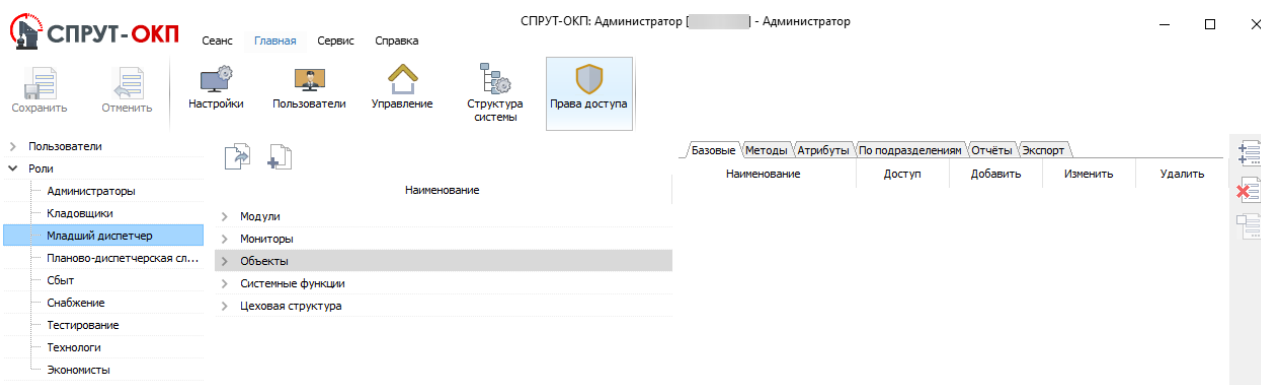 СПРУТ-ОКП: Администратор [ ] - Администратор
СПРУТ-ОКП
Сеанс Главная Сервис Справка
Сохранить Отменить Настройки Пользователи Управление Структура системы Права доступа
Пользователи
Роли
Администраторы
Кладовщики
Младший диспетчер
Планово-диспетчерская сл...
Сбыт
Снабжение
Тестирование
Технологи
Экономисты
Наименование
Модули
Мониторы
Объекты
Системные функции
Цеховая структура
Базовые Методы Атрибуты По подразделениям Отчёты Экспорт
Наименование Доступ Добавить Изменить Удалить